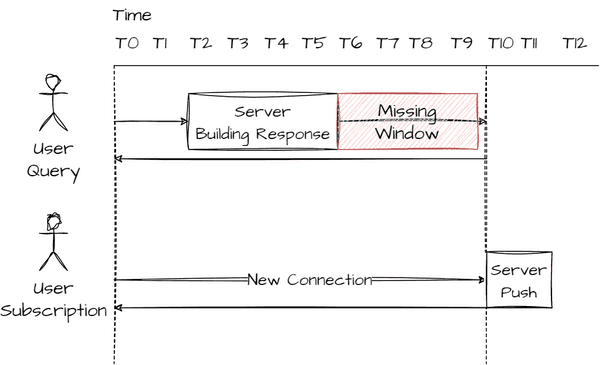 Time
T0 T1 T2 T3 T4 T5 T6 T7 T8 T9 T10 T11 T12
Server
Building Response
Missing
Window
User
Query
New Connection
Server
Push
User
Subscription